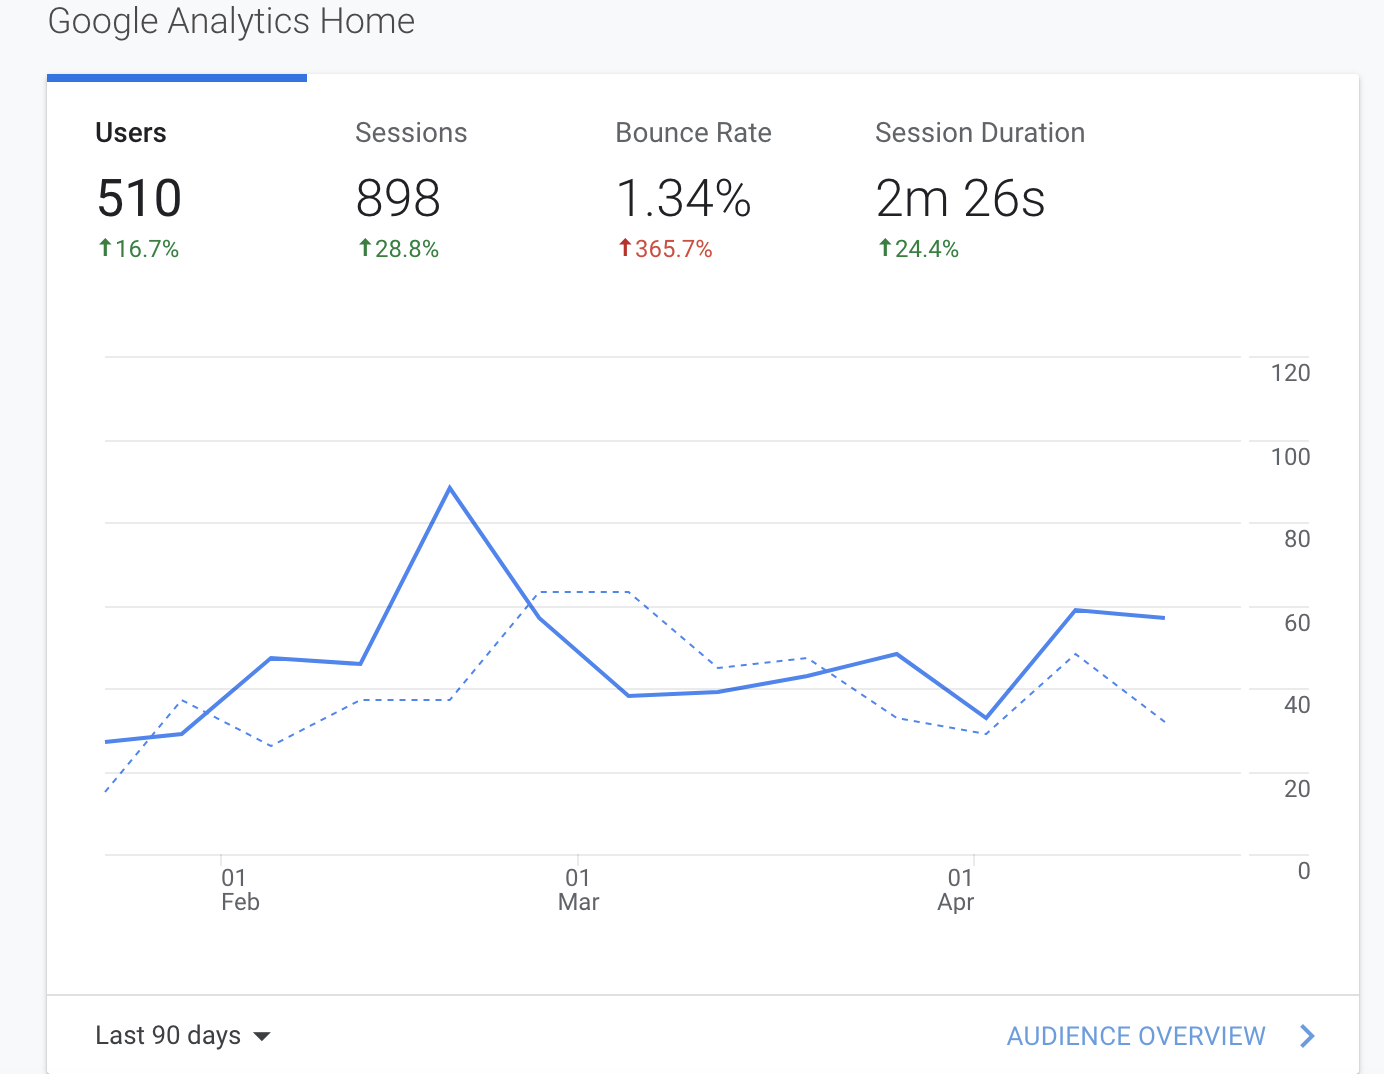 Google Analytics Home
Users
Sessions
Bounce Rate
Session Duration
510
898
1.34%
2m 26s
↑16.7%
↑28.8%
↑365.7%
↑24.4%
120
100
80
60
40
20
0
01 Feb
01 Mar
01 Apr
Last 90 days
AUDIENCE OVERVIEW